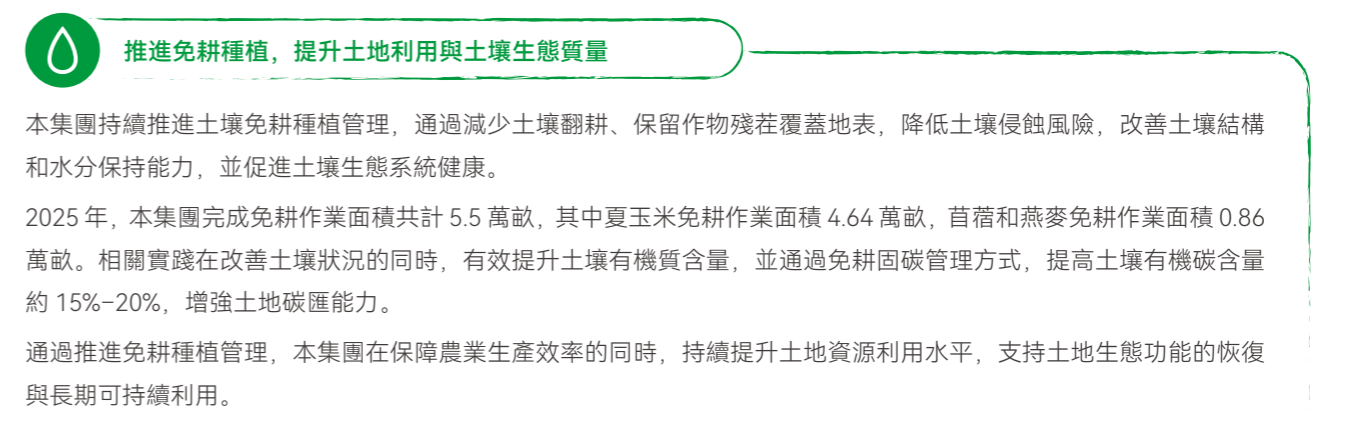 推進免耕種植，提升土地利用與土壤生態質量
本集團持續推進土壤免耕種植管理，通過減少土壤翻耕、保留作物殘茬覆蓋地表，降低土壤侵蝕風險，改善土壤結構
和水分保持能力，並促進土壤生態系統健康。
2025 年，本集團完成免耕作業面積共計 5.5 萬畝，其中夏玉米免耕作業面積 4.64 萬畝，苜蓿和燕麥免耕作業面積 0.86
萬畝。相關實踐在改善土壤狀況的同時，有效提升土壤有機質含量，並通過免耕固碳管理方式，提高土壤有機碳含量
約 15%–20%，增強土地碳匯能力。
通過推進免耕種植管理，本集團在保障農業生產效率的同時，持續提升土地資源利用水平，支持土地生態功能的恢復
與長期可持續利用。